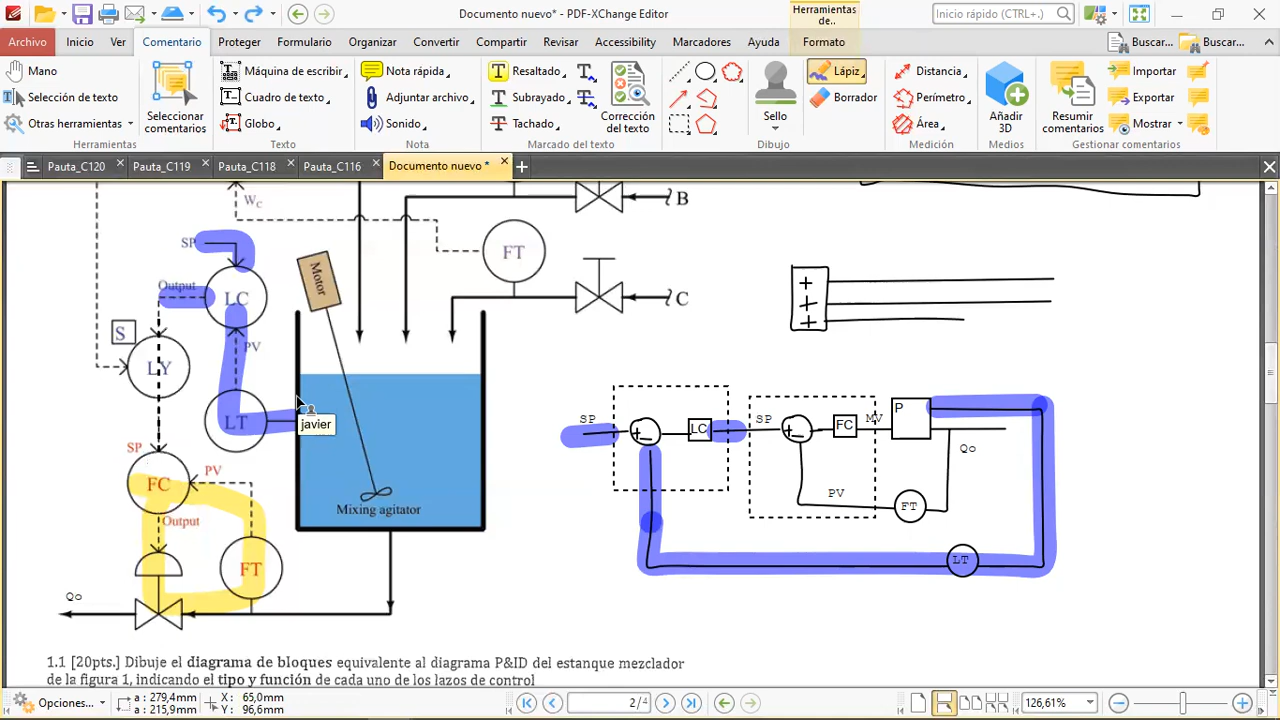 Documento nuevo * - PDF-XChange Editor
Herramientas de..
Inicio rápido (CTRL+.)
Archivo
Inicio
Ver
Comentario
Proteger
Formulario
Organizar
Convertir
Compartir
Revisar
Accessibility
Marcadores
Ayuda
Formato
Buscar...
Buscar...
Mano
Selección de texto
Otras herramientas
Herramientas
Seleccionar comentarios
Máquina de escribir
Cuadro de texto
Globo
Texto
Nota rápida
Adjuntar archivo
Sonido
Nota
Resaltado
Subrayado
Tachado
Corrección del texto
Marcado del texto
Dibujo
Sello
Lápiz
Borrador
Distancia
Perímetro
Área
Medición
Añadir 3D
Medios
Resumir comentarios
Importar
Exportar
Mostrar
Gestionar comentarios
Pauta_C120
Pauta_C119
Pauta_C118
Pauta_C116
Documento nuevo *
WC
B
SP
FT
Motor
Output
LC
C
S
PV
LY
LT
javier
SP
FC
PV
Output
Mixing agitator
FT
Qo
+
+
+
SP
+
−
LC
SP
+
−
FC
MV
P
Qo
PV
FT
LT
1.1 [20pts.] Dibuje el diagrama de bloques equivalente al diagrama P&ID del estanque mezclador
de la figura 1, indicando el tipo y función de cada uno de los lazos de control
Opciones...
a : 279,4mm
a : 215,9mm
X : 65,0mm
Y : 96,6mm
2/4
126,61%